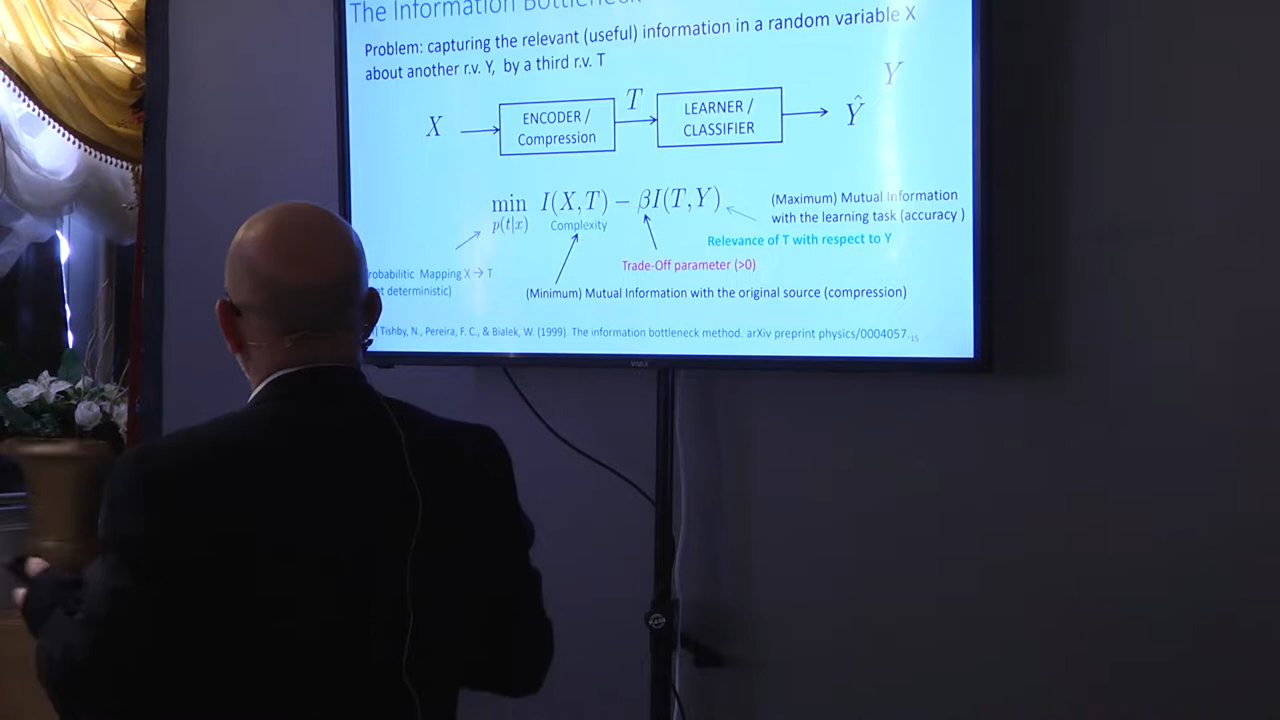 The Information Bottleneck
Problem: capturing the relevant (useful) information in a random variable X
about another r.v. Y, by a third r.v. T
Y
X
ENCODER /
Compression
T
LEARNER /
CLASSIFIER
Ŷ
min I(X,T) − βI(T,Y)
p(t|x)
Complexity
(Maximum) Mutual Information
with the learning task (accuracy )
Relevance of T with respect to Y
Trade-Off parameter (>0)
robabilitic Mapping X → T
t deterministic)
(Minimum) Mutual Information with the original source (compression)
Tishby, N., Pereira, F. C., & Bialek, W. (1999). The information bottleneck method. arXiv preprint physics/0004057.
15